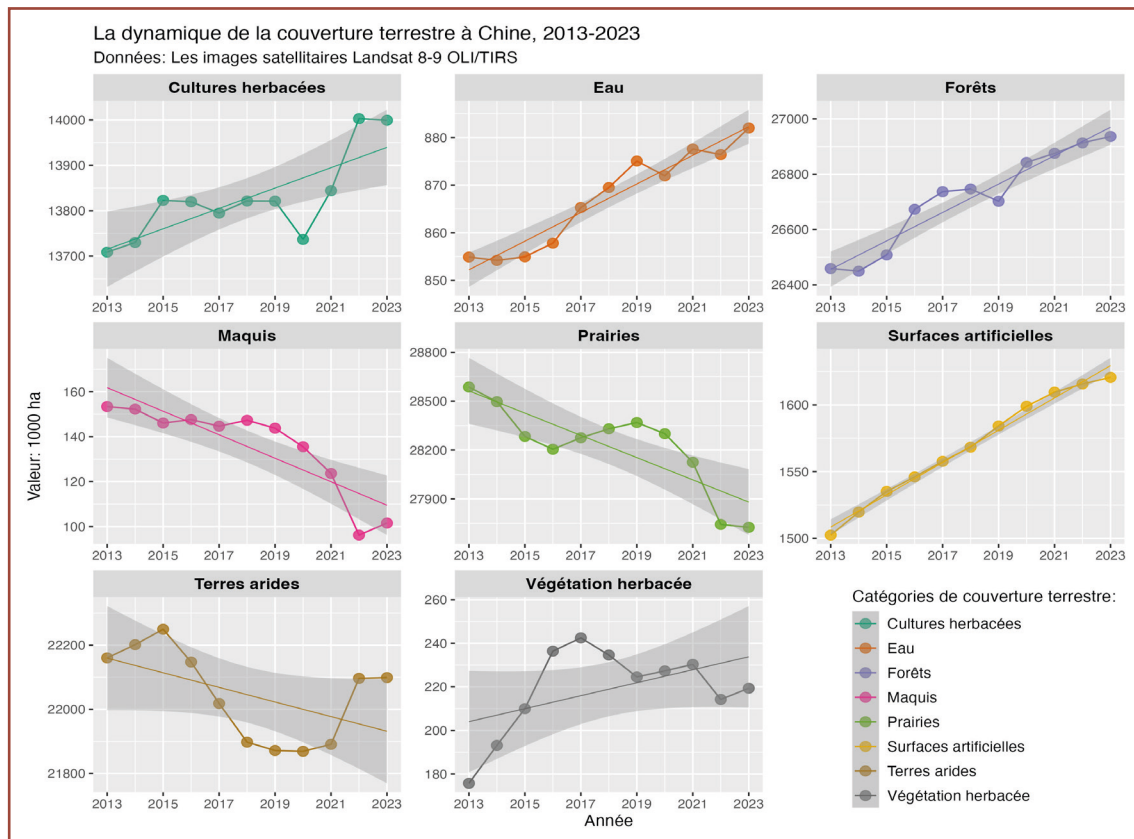 La dynamique de la couverture terrestre à Chine, 2013-2023
Données: Les images satellitaires Landsat 8-9 OLI/TIRS
Cultures herbacées
14000
13900
13800
13700
2013 2015 2017 2019 2021 2023
Eau
880
870
860
850
2013 2015 2017 2019 2021 2023
Forêts
27000
26800
26600
26400
2013 2015 2017 2019 2021 2023
Valeur: 1000 ha
Maquis
160
140
120
100
2013 2015 2017 2019 2021 2023
Prairies
28800
28500
28200
27900
2013 2015 2017 2019 2021 2023
Surfaces artificielles
1600
1550
1500
2013 2015 2017 2019 2021 2023
Terres arides
22200
22000
21800
2013 2015 2017 2019 2021 2023
Végétation herbacée
260
240
220
200
180
2013 2015 2017 2019 2021 2023
Année
Catégories de couverture terrestre:
Cultures herbacées
Eau
Forêts
Maquis
Prairies
Surfaces artificielles
Terres arides
Végétation herbacée